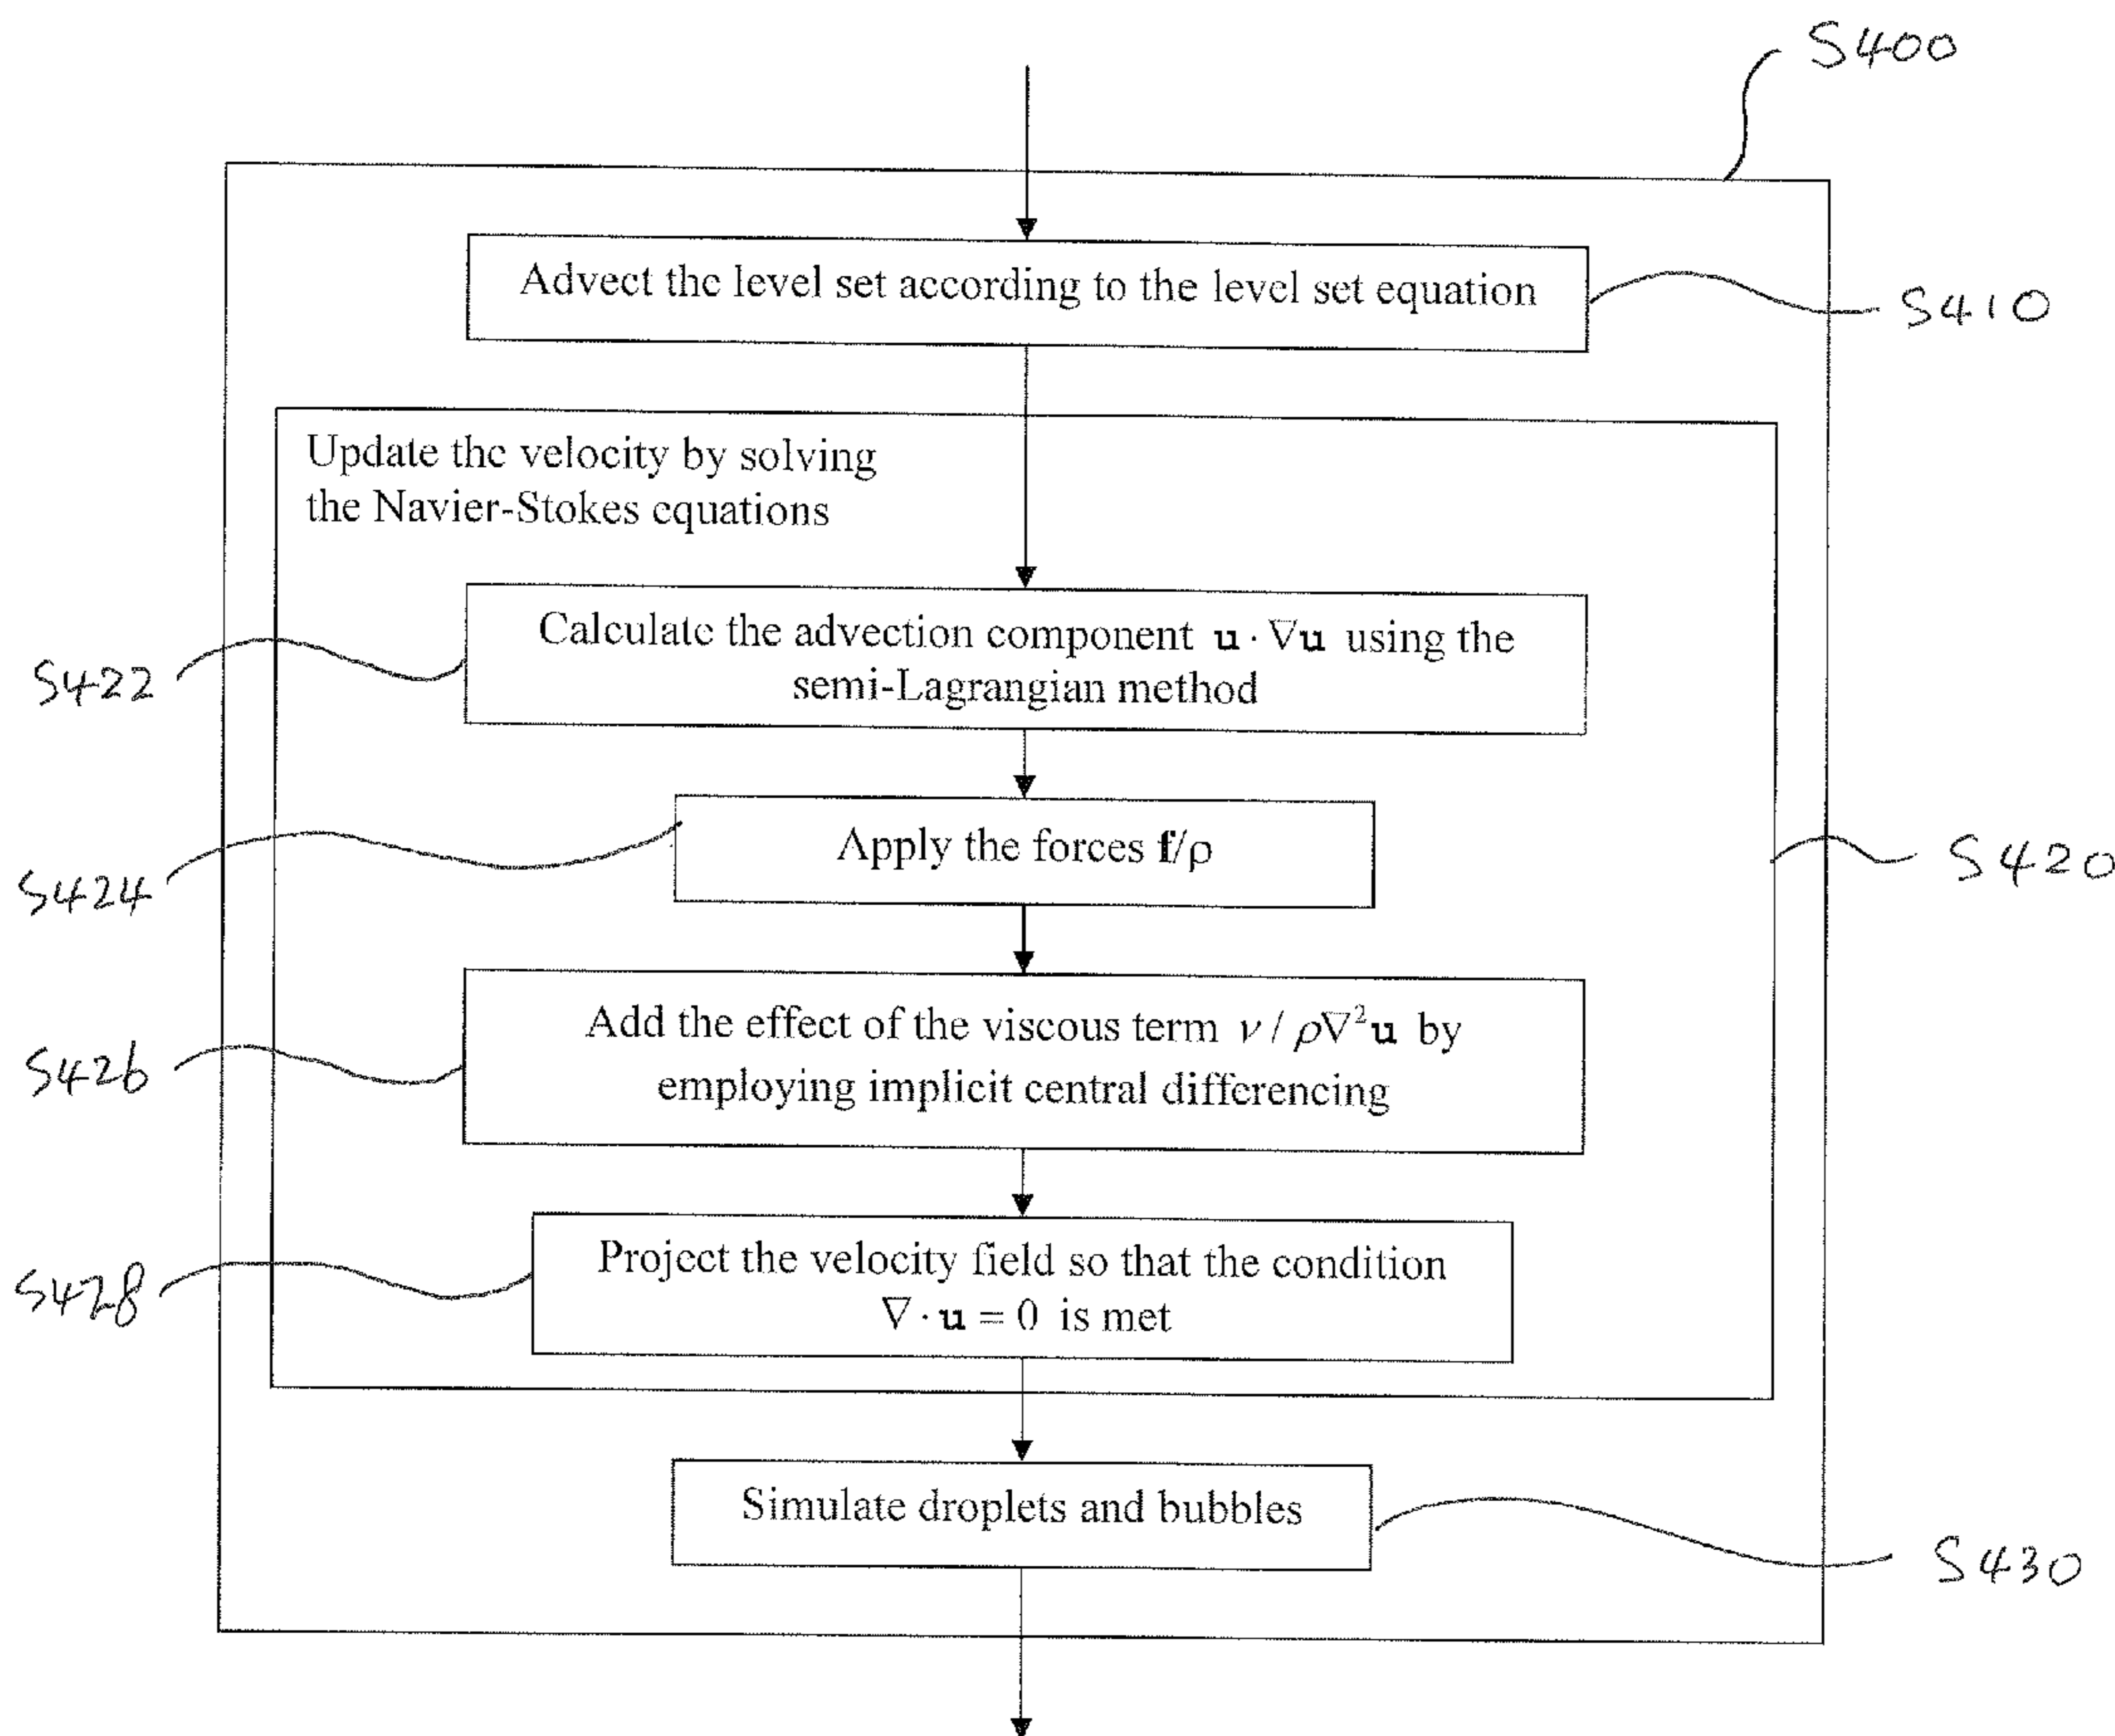 S400
Advect the level set according to the level set equation
S410
Update the velocity by solving
the Navier-Stokes equations
Calculate the advection component u · ∇u using the
semi-Lagrangian method
S422
Apply the forces f/ρ
S424
S420
Add the effect of the viscous term ν / ρ∇²u by
employing implicit central differencing
S426
Project the velocity field so that the condition
∇ · u = 0 is met
S428
Simulate droplets and bubbles
S430